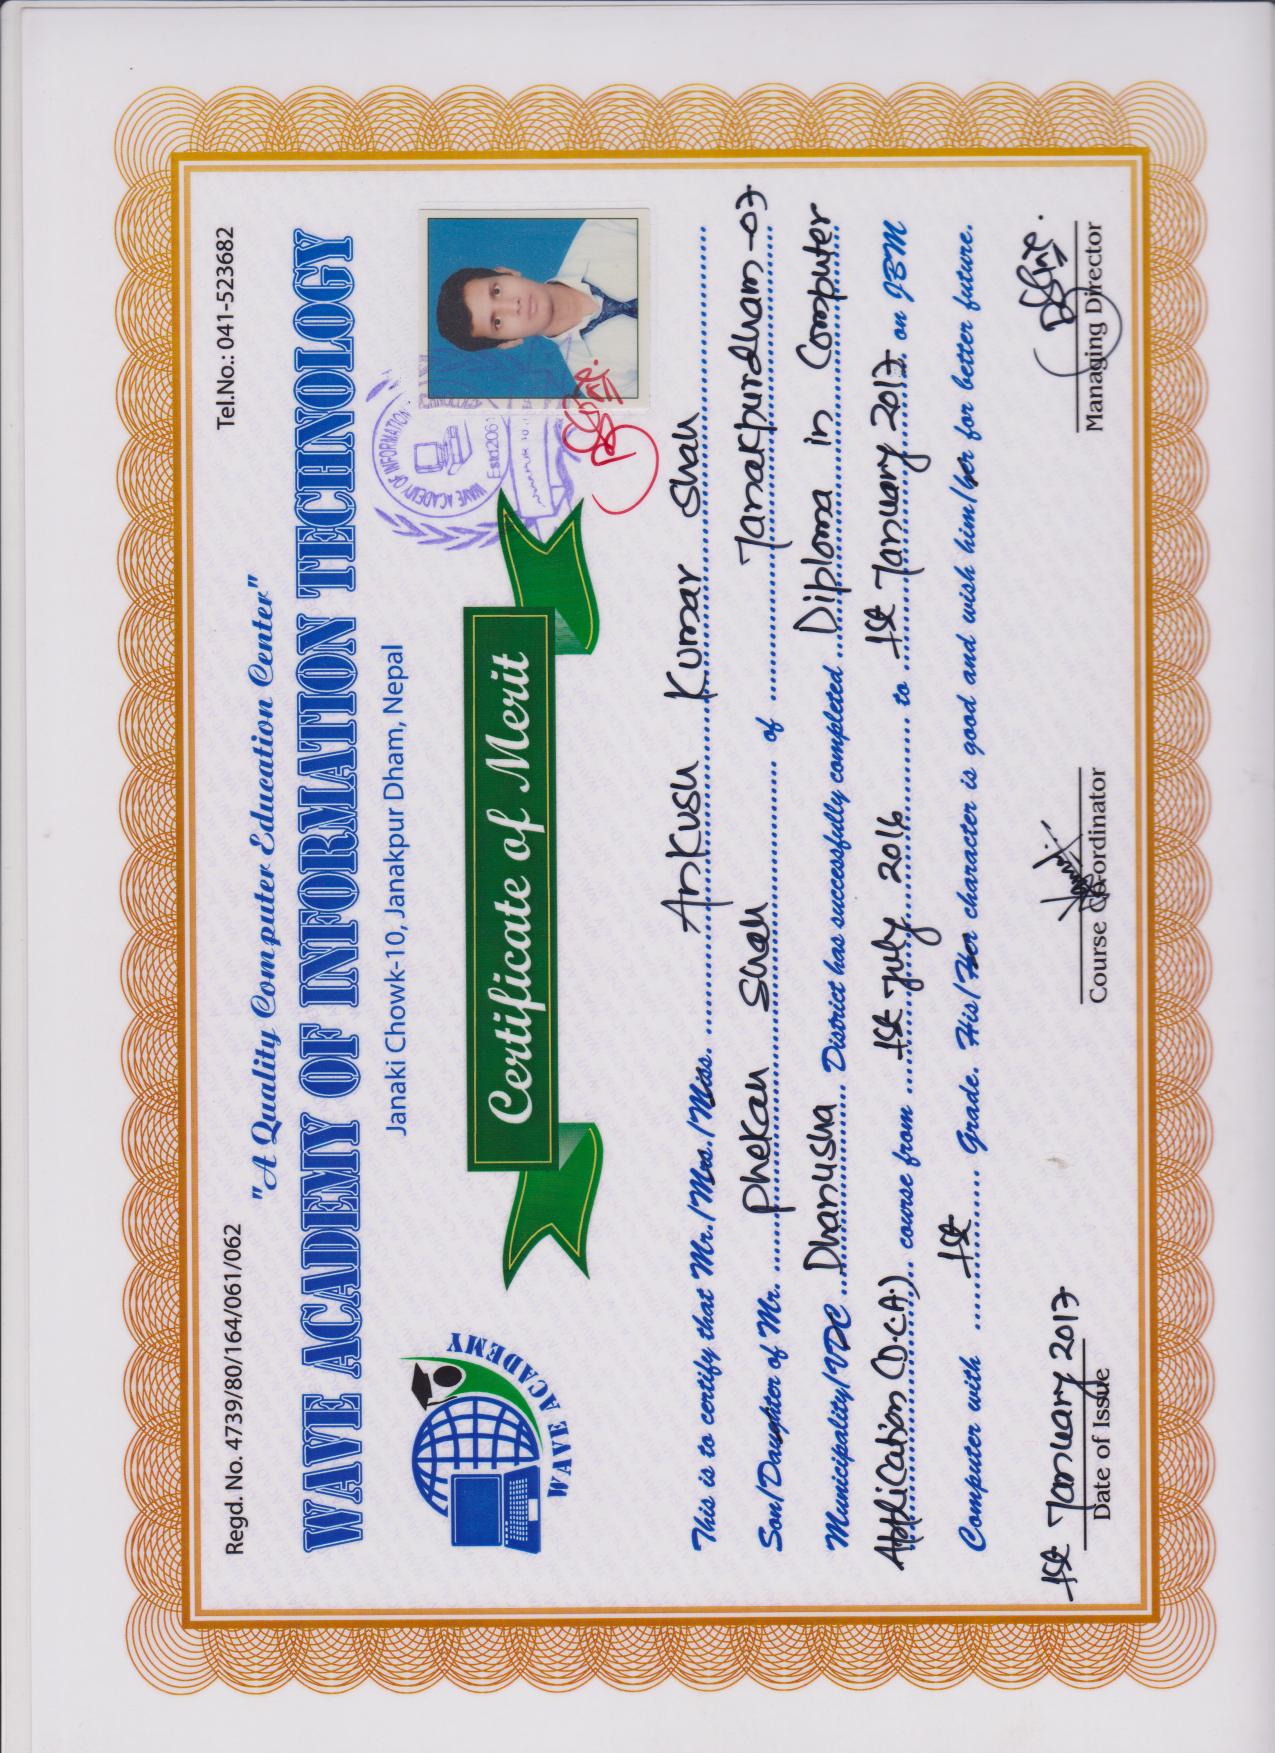 Regd. No. 4739/80/164/061/062
Tel.No.: 041-523682
"A Quality Computer Education Center"
WAVE ACADEMY OF INFORMATION TECHNOLOGY
Janaki Chowk-10, Janakpur Dham, Nepal
WAVE ACADEMY
WAVE ACADEMY OF INFORMATION
Estd.206
Certificate of Merit
This is to certify that Mr./Mrs./Miss. Ankush Kumar Shah
Son/Daughter of Mr. Phekan Shah of Janakpurdham-07
Municipality/VDC Dhanusha District has successfully completed Diploma in Computer
Application (D.C.A.) course from 1st July 2016 to 1st January 2017 on JBM
Computer with 1st Grade. His/Her character is good and wish him/her for better future.
1st January 2017
Date of Issue
Course Co-ordinator
Managing Director